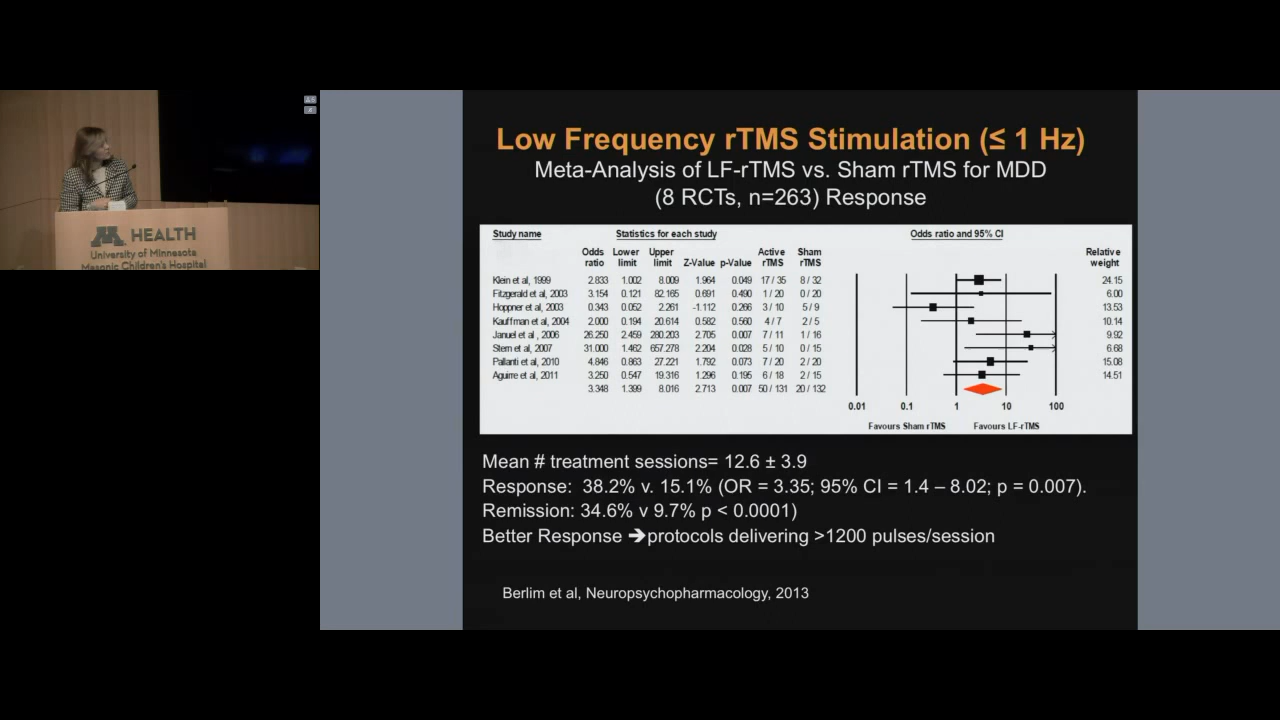 HEALTH
University of Minnesota
Masonic Children's Hospital
Low Frequency rTMS Stimulation (≤ 1 Hz)
Meta-Analysis of LF-rTMS vs. Sham rTMS for MDD
(8 RCTs, n=263) Response
Study name Statistics for each study Odds ratio and 95% CI
Odds Lower Upper Active Sham Relative
ratio limit limit Z-Value p-Value rTMS rTMS weight
Klein et al, 1999 2.833 1.002 8.009 1.964 0.049 17 / 35 8 / 32 24.15
Fitzgerald et al, 2003 3.154 0.121 82.165 0.691 0.490 1 / 20 0 / 20 6.00
Hoppner et al, 2003 0.343 0.052 2.261 -1.112 0.266 3 / 10 5 / 9 13.53
Kauffman et al, 2004 2.000 0.194 20.614 0.582 0.560 4 / 7 2 / 5 10.14
Januel et al , 2006 26.250 2.459 280.203 2.705 0.007 7 / 11 1 / 16 9.92
Stern et al, 2007 31.000 1.462 657.278 2.204 0.028 5 / 10 0 / 15 6.68
Pallanti et al, 2010 4.846 0.863 27.221 1.792 0.073 7 / 20 2 / 20 15.08
Aguirre et al, 2011 3.250 0.547 19.316 1.296 0.195 6 / 18 2 / 15 14.51
3.348 1.399 8.016 2.713 0.007 50 / 131 20 / 132
0.01 0.1 1 10 100
Favours Sham rTMS Favours LF-rTMS
Mean # treatment sessions= 12.6 ± 3.9
Response: 38.2% v. 15.1% (OR = 3.35; 95% CI = 1.4 – 8.02; p = 0.007).
Remission: 34.6% v 9.7% p < 0.0001)
Better Response ➔protocols delivering >1200 pulses/session
Berlim et al, Neuropsychopharmacology, 2013